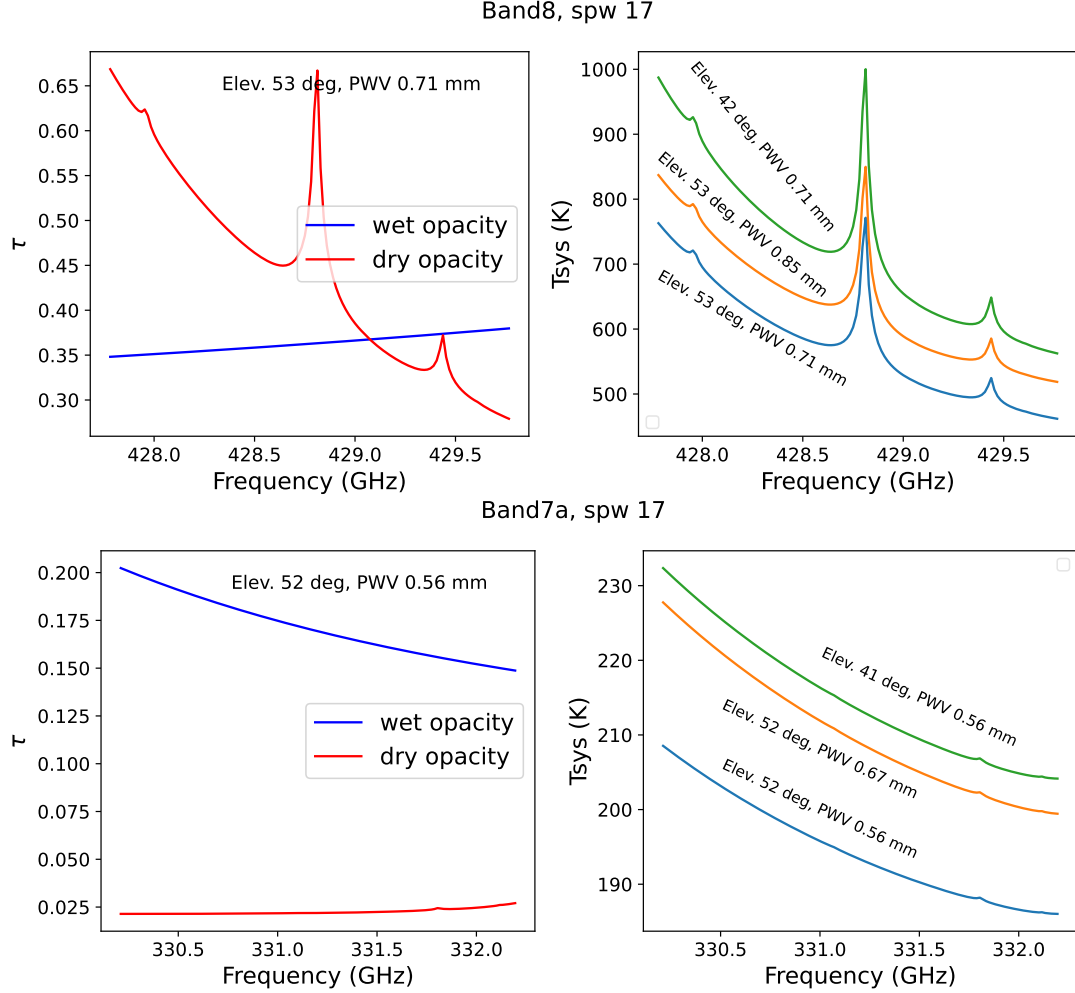 Band8, spw 17
0.65
0.60
0.55
0.50
0.45
0.40
0.35
0.30
τ
Elev. 53 deg, PWV 0.71 mm
wet opacity
dry opacity
428.0 428.5 429.0 429.5
Frequency (GHz)
1000
900
800
700
600
500
Tsys (K)
Elev. 42 deg, PWV 0.71 mm
Elev. 53 deg, PWV 0.85 mm
Elev. 53 deg, PWV 0.71 mm
428.0 428.5 429.0 429.5
Frequency (GHz)
Band7a, spw 17
0.200
0.175
0.150
0.125
0.100
0.075
0.050
0.025
τ
Elev. 52 deg, PWV 0.56 mm
wet opacity
dry opacity
330.5 331.0 331.5 332.0
Frequency (GHz)
230
220
210
200
190
Tsys (K)
Elev. 41 deg, PWV 0.56 mm
Elev. 52 deg, PWV 0.67 mm
Elev. 52 deg, PWV 0.56 mm
330.5 331.0 331.5 332.0
Frequency (GHz)